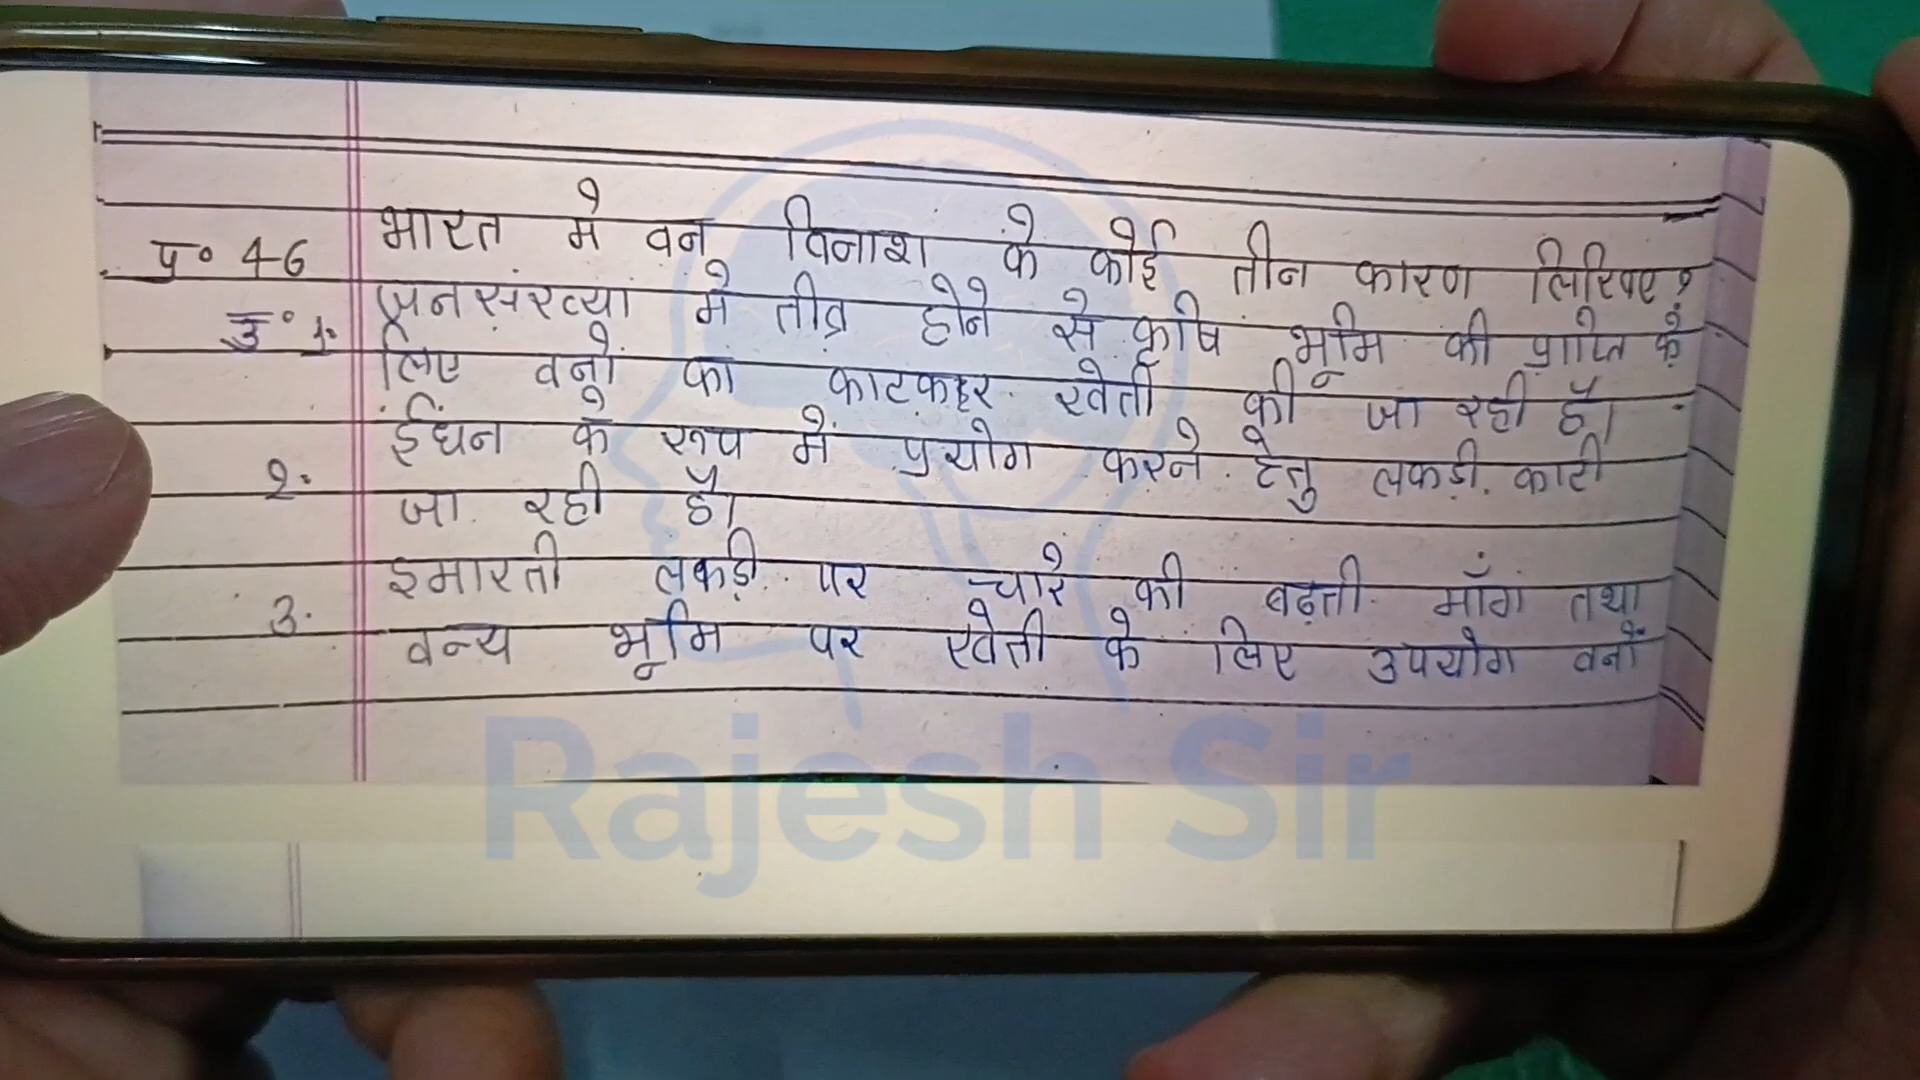 प्र० 46 भारत मे वन विनाश के कोई तीन कारण लिखिए?
उ० 1. जनसंख्या मे तीव्र होने से कृषि भूमि की प्राप्ति के
लिए वनों का काटकर खेती की जा रही है।
2. ईंधन के रूप में प्रयोग करने हेतु लकड़ी काटी
जा रही है।
3. इमारती लकड़ी पर चारे की बढ़ती माँग तथा
वन्य भूमि पर खेती के लिए उपयोग वनों
Rajesh Sir